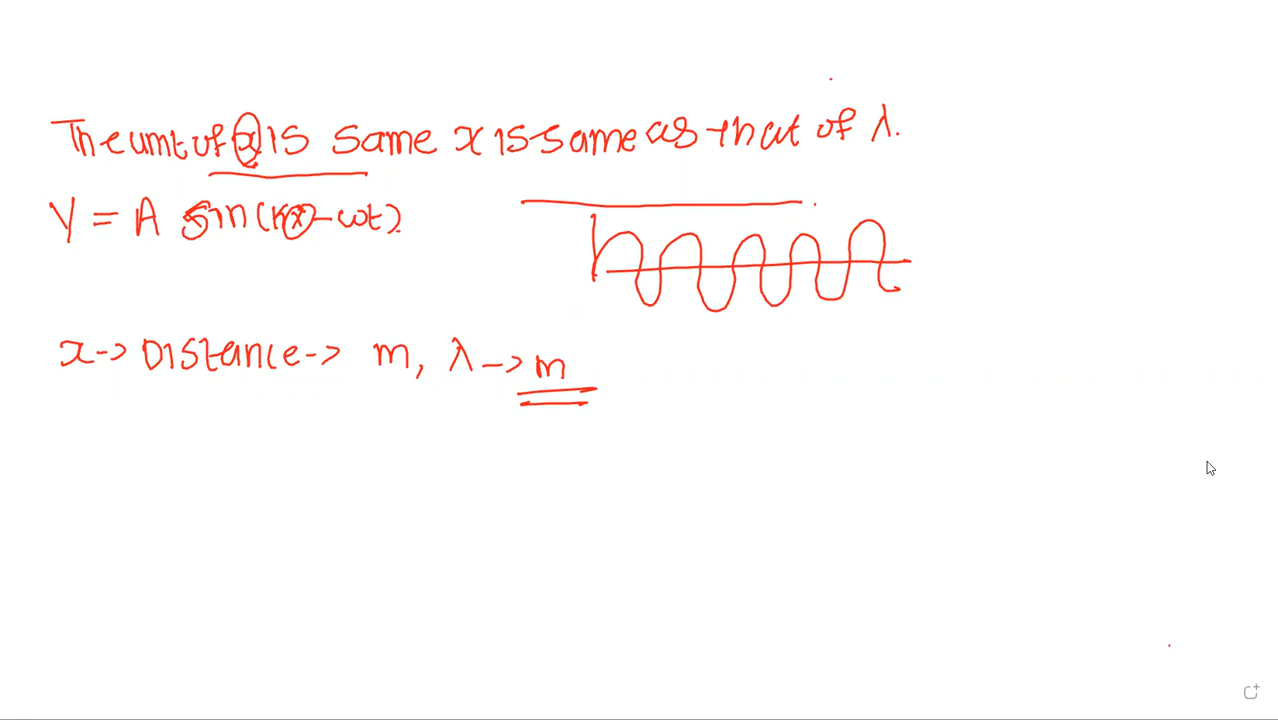 The unit of x is same x is same as that of λ.
Y = A sin(kx-ωt).
x-> Distance-> m, λ -> m